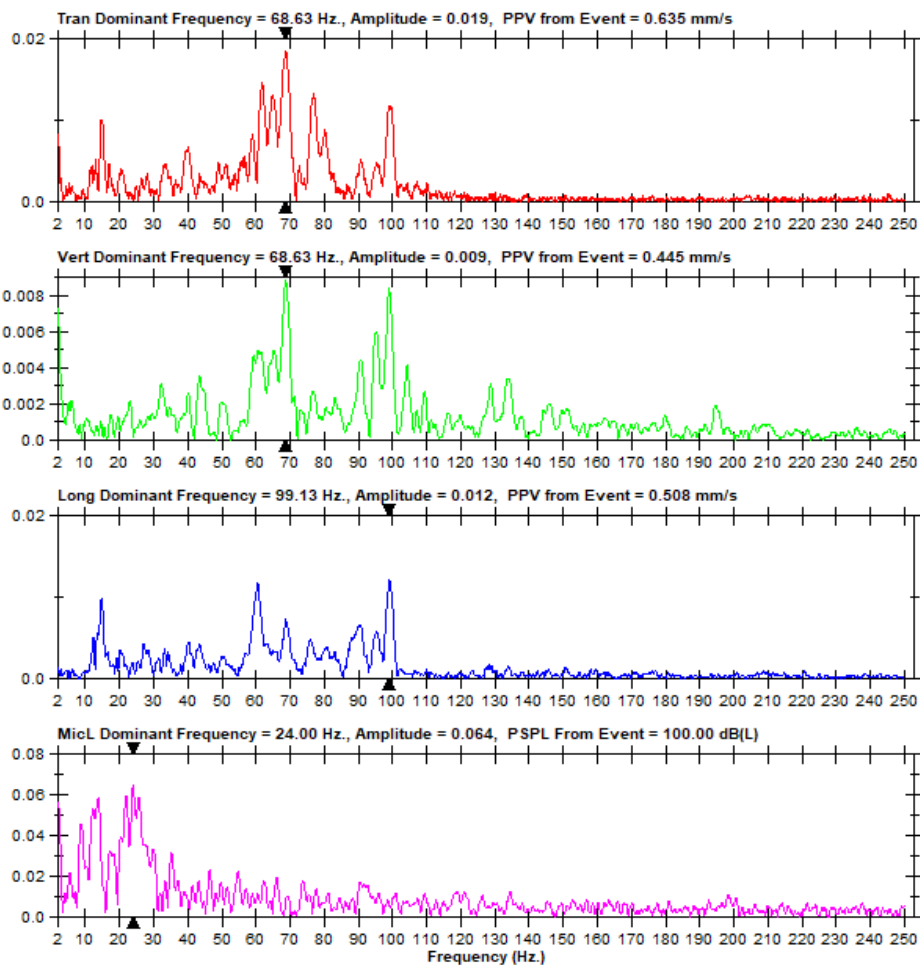 Tran Dominant Frequency = 68.63 Hz., Amplitude = 0.019, PPV from Event = 0.635 mm/s
0.02
0.0
2 10 20 30 40 50 60 70 80 90 100 110 120 130 140 150 160 170 180 190 200 210 220 230 250
Vert Dominant Frequency = 68.63 Hz., Amplitude = 0.009, PPV from Event = 0.445 mm/s
0.008
0.006
0.004
0.002
0.0
2 10 20 30 40 50 60 70 80 90 100 110 120 130 140 150 160 170 180 190 200 210 220 230 250
Long Dominant Frequency = 99.13 Hz., Amplitude = 0.012, PPV from Event = 0.508 mm/s
0.02
0.0
2 10 20 30 40 50 60 70 80 90 100 110 120 130 140 150 160 170 180 190 200 210 220 230 250
MicL Dominant Frequency = 24.00 Hz., Amplitude = 0.064, PSPL From Event = 100.00 dB(L)
0.08
0.06
0.04
0.02
0.0
2 10 20 30 40 50 60 70 80 90 100 110 120 130 140 150 160 170 180 190 200 210 220 230 250
Frequency (Hz.)